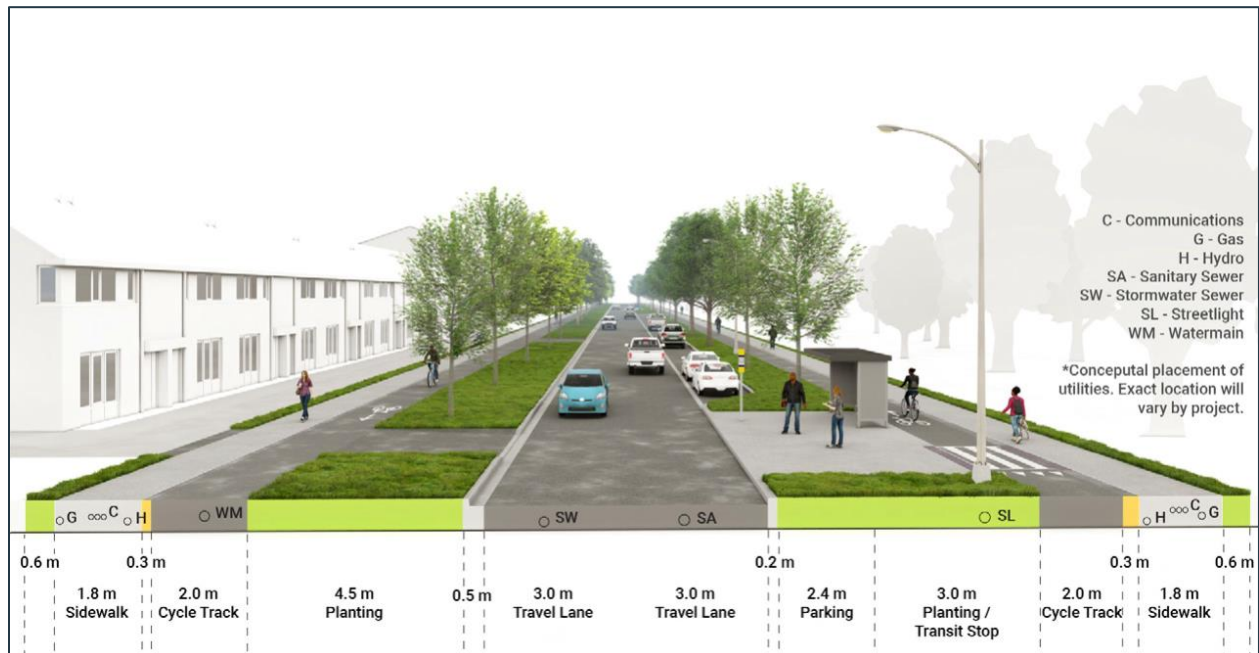 C - Communications
G - Gas
H - Hydro
SA - Sanitary Sewer
SW - Stormwater Sewer
SL - Streetlight
WM - Watermain
*Conceputal placement of
utilities. Exact location will
vary by project.
G C H WM SW SA SL H C G
0.6 m 0.3 m 0.2 m 0.3 m 0.6 m
1.8 m 2.0 m 4.5 m 0.5 m 3.0 m 3.0 m 2.4 m 3.0 m 2.0 m 1.8 m
Sidewalk Cycle Track Planting Travel Lane Travel Lane Parking Planting / Cycle Track Sidewalk
Transit Stop